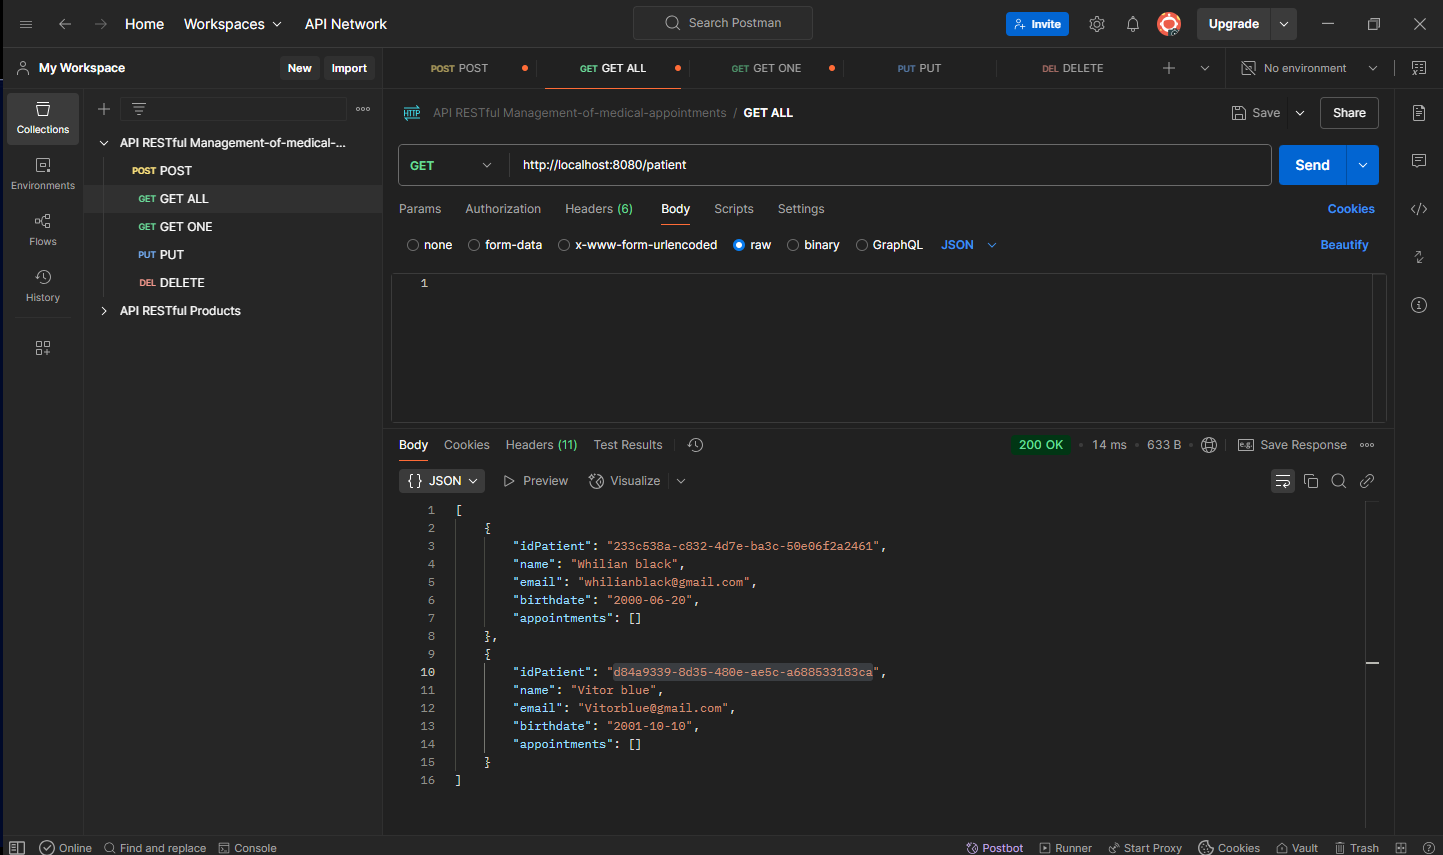 Home Workspaces API Network Search Postman Invite Upgrade
My Workspace New Import POST POST GET GET ALL GET GET ONE PUT PUT DEL DELETE No environment
Collections
Environments
Flows
History
API RESTful Management-of-medical-...
POST POST
GET GET ALL
GET GET ONE
PUT PUT
DEL DELETE
API RESTful Products
HTTP API RESTful Management-of-medical-appointments / GET ALL Save Share
GET http://localhost:8080/patient Send
Params Authorization Headers (6) Body Scripts Settings Cookies
none form-data x-www-form-urlencoded raw binary GraphQL JSON Beautify
1
Body Cookies Headers (11) Test Results 200 OK • 14 ms • 633 B • e.g. Save Response
{} JSON Preview Visualize
1 [
2 {
3 "idPatient": "233c538a-c832-4d7e-ba3c-50e06f2a2461",
4 "name": "Whilian black",
5 "email": "whilianblack@gmail.com",
6 "birthdate": "2000-06-20",
7 "appointments": []
8 },
9 {
10 "idPatient": "d84a9339-8d35-480e-ae5c-a688533183ca",
11 "name": "Vitor blue",
12 "email": "Vitorblue@gmail.com",
13 "birthdate": "2001-10-10",
14 "appointments": []
15 }
16 ]
Online Find and replace Console Postbot Runner Start Proxy Cookies Vault Trash